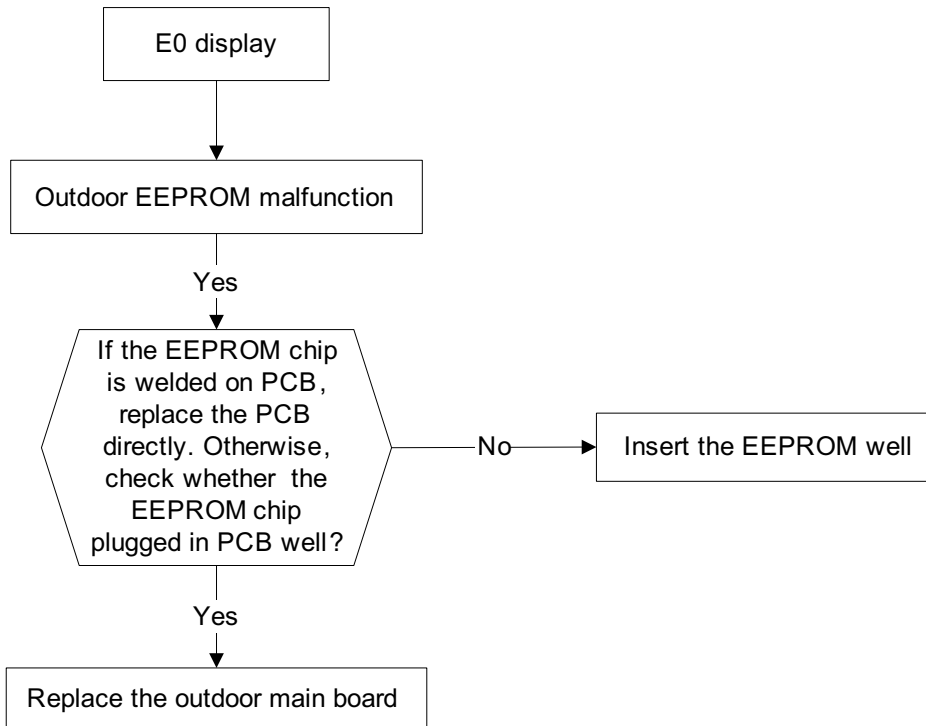 E0 display
Outdoor EEPROM malfunction
Yes
If the EEPROM chip
is welded on PCB,
replace the PCB
directly. Otherwise,
check whether the
EEPROM chip
plugged in PCB well?
No
Insert the EEPROM well
Yes
Replace the outdoor main board